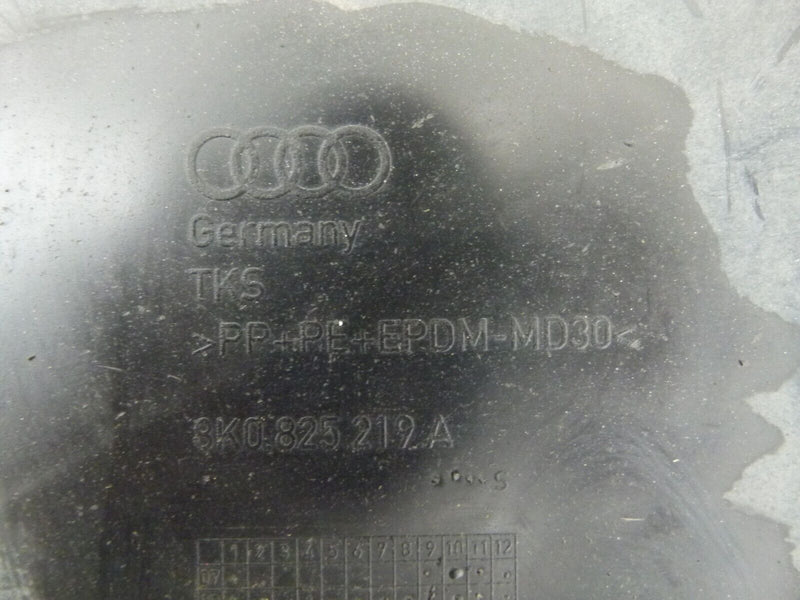 Germany
TKS
>PP+PE+EPDM-MD30<
3K0.825 219.A
S
1 2 3 4 5 6 7 8 9 10 11 12
07